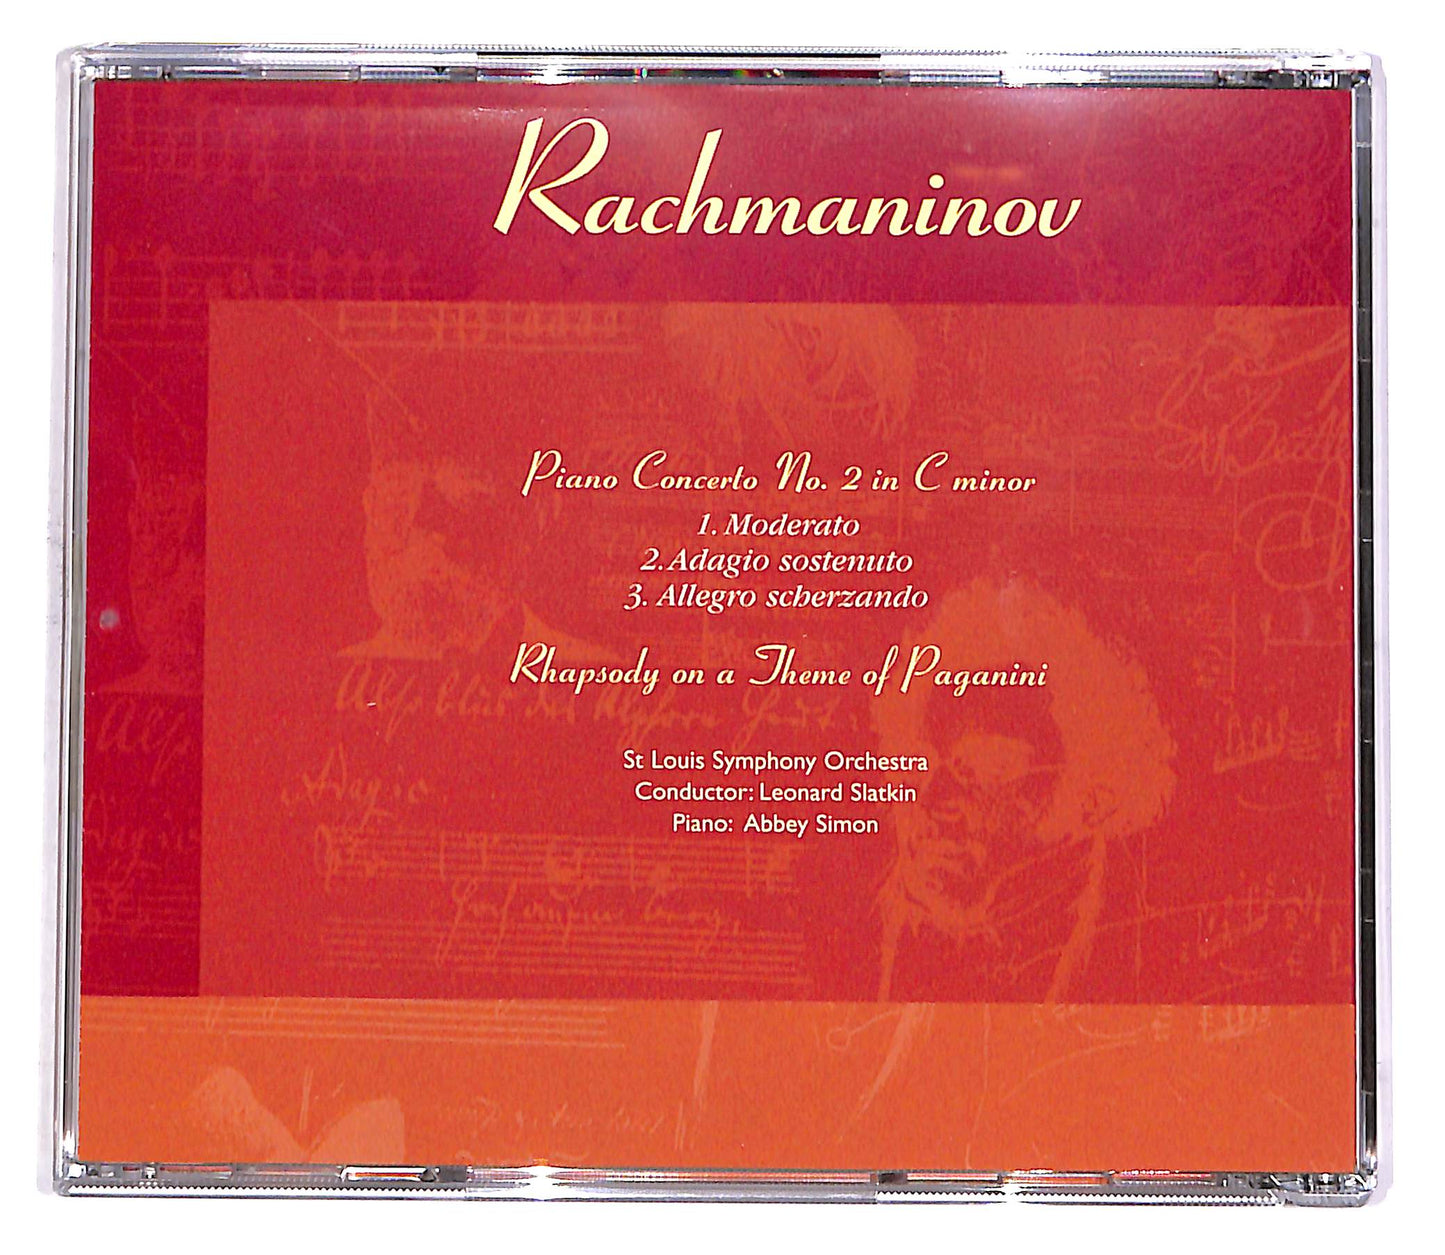 Rachmaninov
Piano Concerto No. 2 in C minor
1. Moderato
2. Adagio sostenuto
3. Allegro scherzando
Rhapsody on a Theme of Paganini
St Louis Symphony Orchestra
Conductor: Leonard Slatkin
Piano: Abbey Simon
Adagio